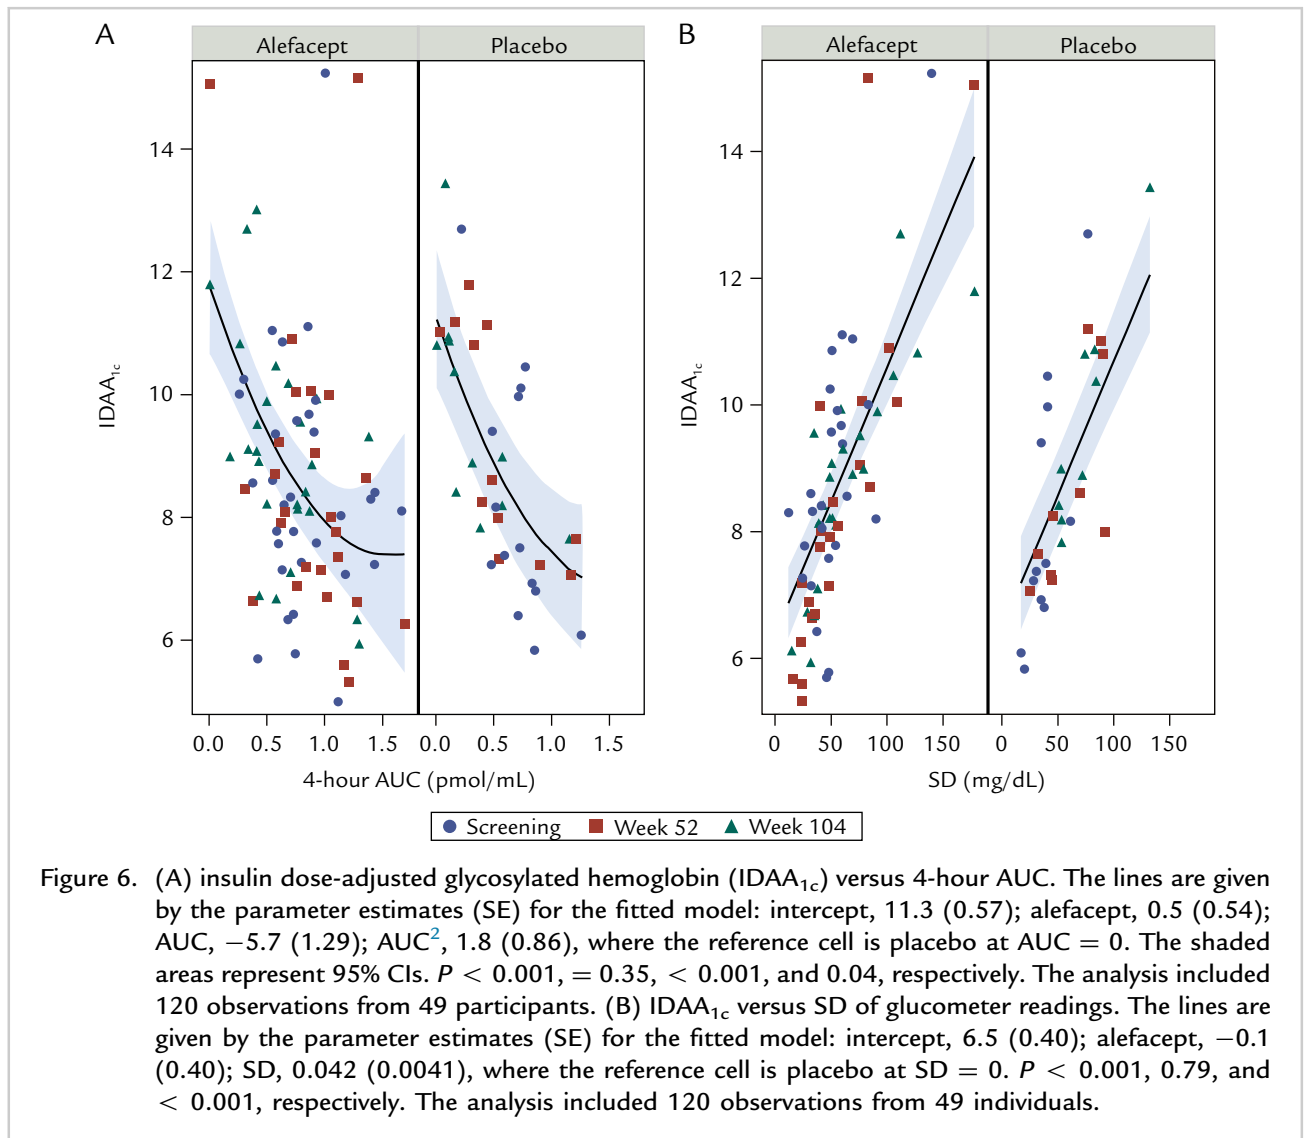 A
B
Alefacept
Placebo
Alefacept
Placebo
14
12
10
8
6
IDAA1c
0.0 0.5 1.0 1.5
0.0 0.5 1.0 1.5
4-hour AUC (pmol/mL)
14
12
10
8
6
IDAA1c
0 50 100 150
0 50 100 150
SD (mg/dL)
Screening Week 52 Week 104
Figure 6. (A) insulin dose-adjusted glycosylated hemoglobin (IDAA1c) versus 4-hour AUC. The lines are given
by the parameter estimates (SE) for the fitted model: intercept, 11.3 (0.57); alefacept, 0.5 (0.54);
AUC, −5.7 (1.29); AUC², 1.8 (0.86), where the reference cell is placebo at AUC = 0. The shaded
areas represent 95% CIs. P < 0.001, = 0.35, < 0.001, and 0.04, respectively. The analysis included
120 observations from 49 participants. (B) IDAA1c versus SD of glucometer readings. The lines are
given by the parameter estimates (SE) for the fitted model: intercept, 6.5 (0.40); alefacept, −0.1
(0.40); SD, 0.042 (0.0041), where the reference cell is placebo at SD = 0. P < 0.001, 0.79, and
< 0.001, respectively. The analysis included 120 observations from 49 individuals.